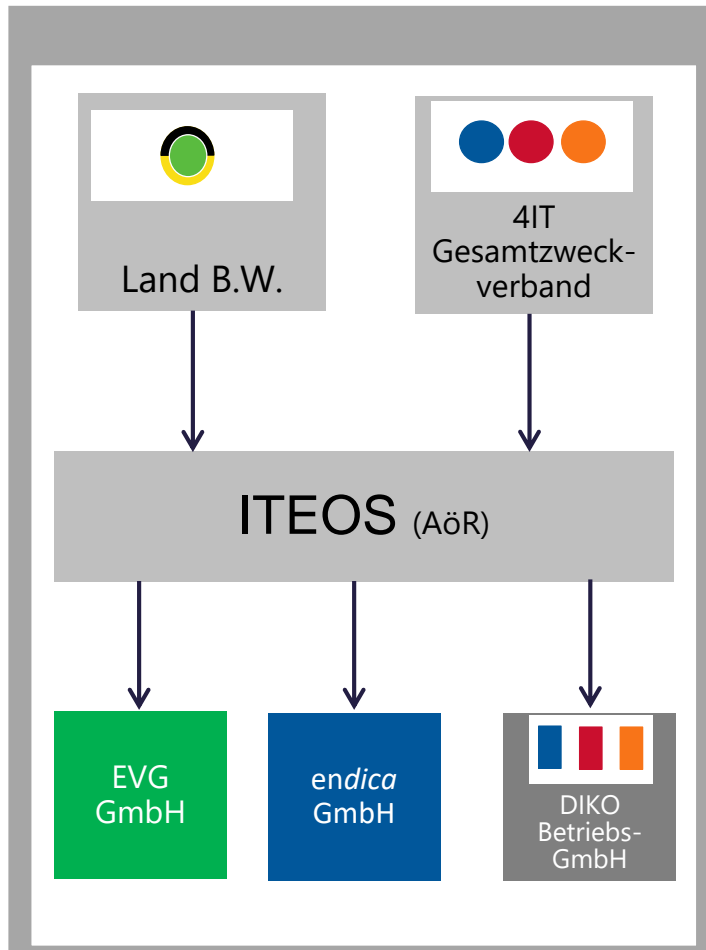 Land B.W.
4IT
Gesamtzweck-
verband
ITEOS (AöR)
EVG
GmbH
endica
GmbH
DIKO
Betriebs-
GmbH